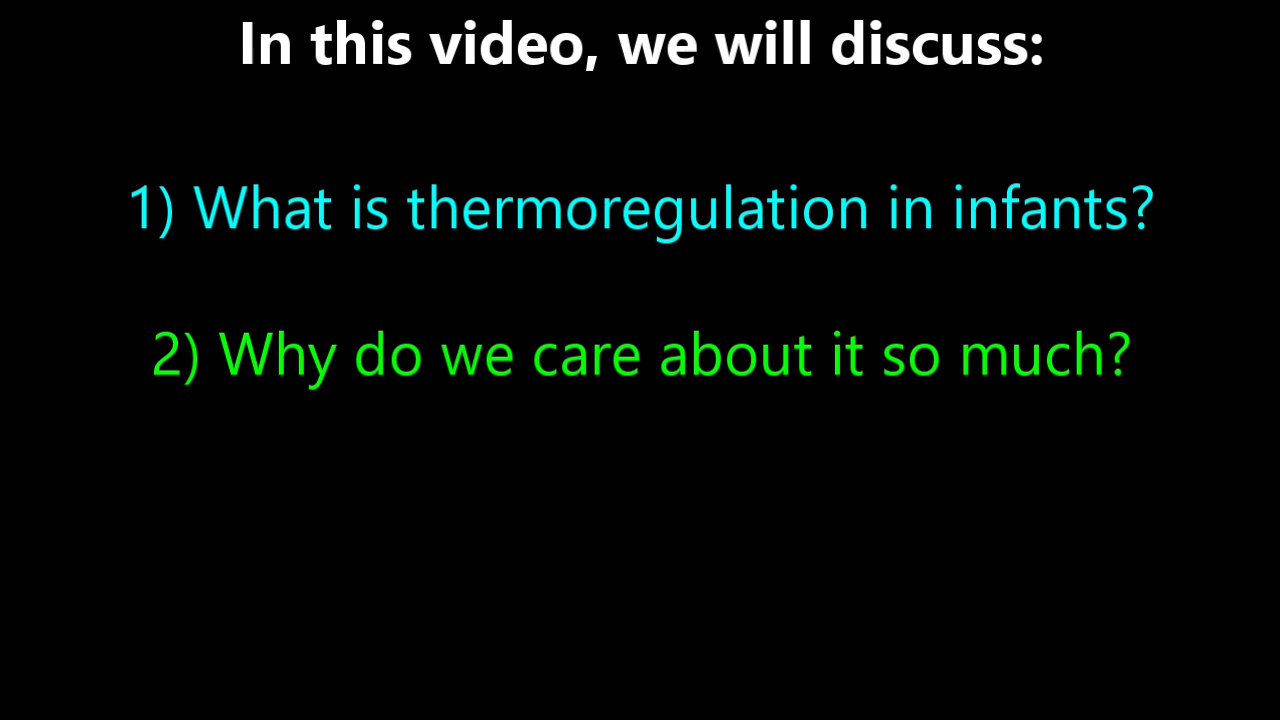 In this video, we will discuss:
1) What is thermoregulation in infants?
2) Why do we care about it so much?